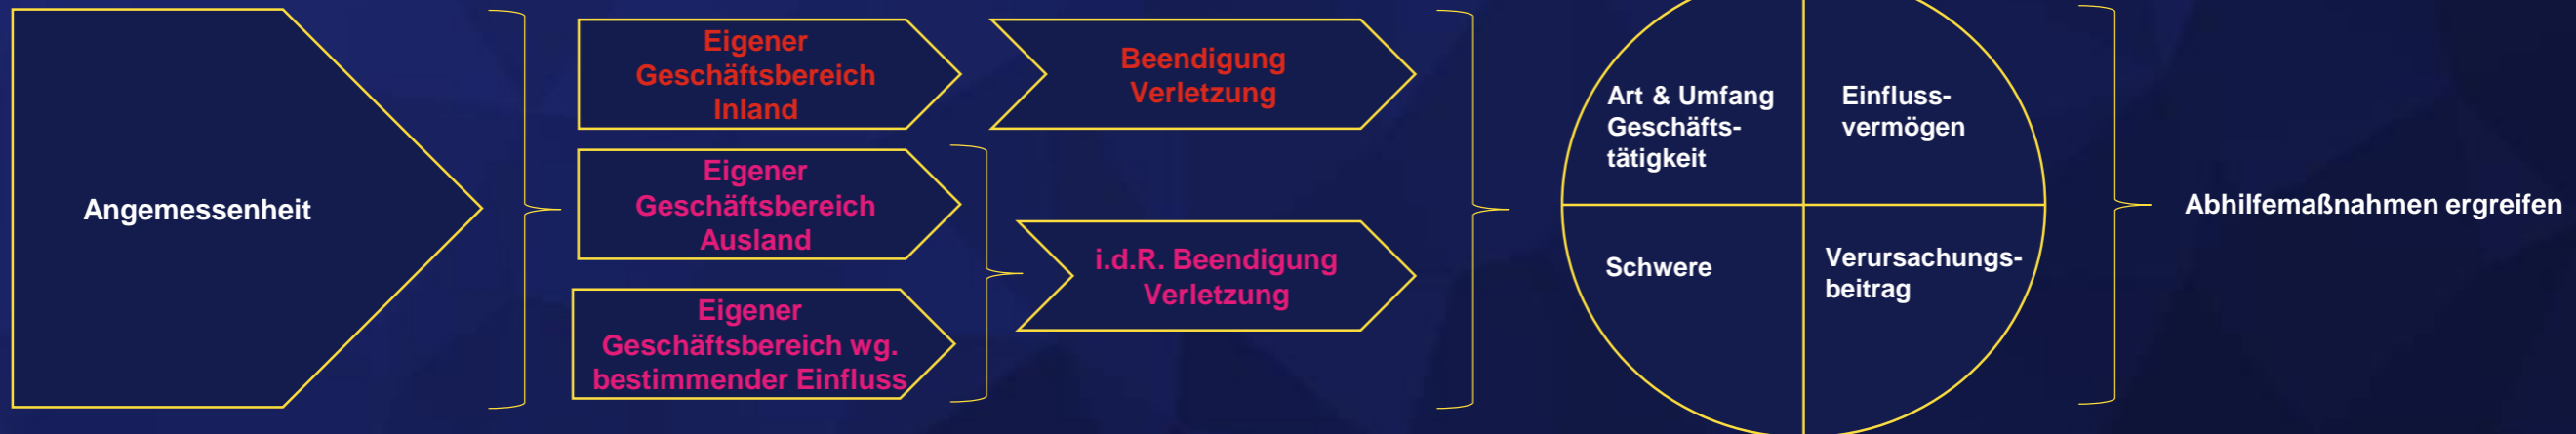 Angemessenheit
Eigener
Geschäftsbereich
Inland
Eigener
Geschäftsbereich
Ausland
Eigener
Geschäftsbereich wg.
bestimmender Einfluss
Beendigung
Verletzung
i.d.R. Beendigung
Verletzung
Art & Umfang
Geschäfts-
tätigkeit
Einfluss-
vermögen
Schwere
Verursachungs-
beitrag
Abhilfemaßnahmen ergreifen